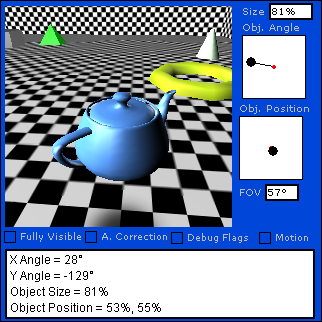 Size 81%
Obj. Angle
Obj. Position
FOV 57°
Fully Visible A. Correction Debug Flags Motion
X Angle = 28°
Y Angle = -129°
Object Size = 81%
Object Position = 53%, 55%